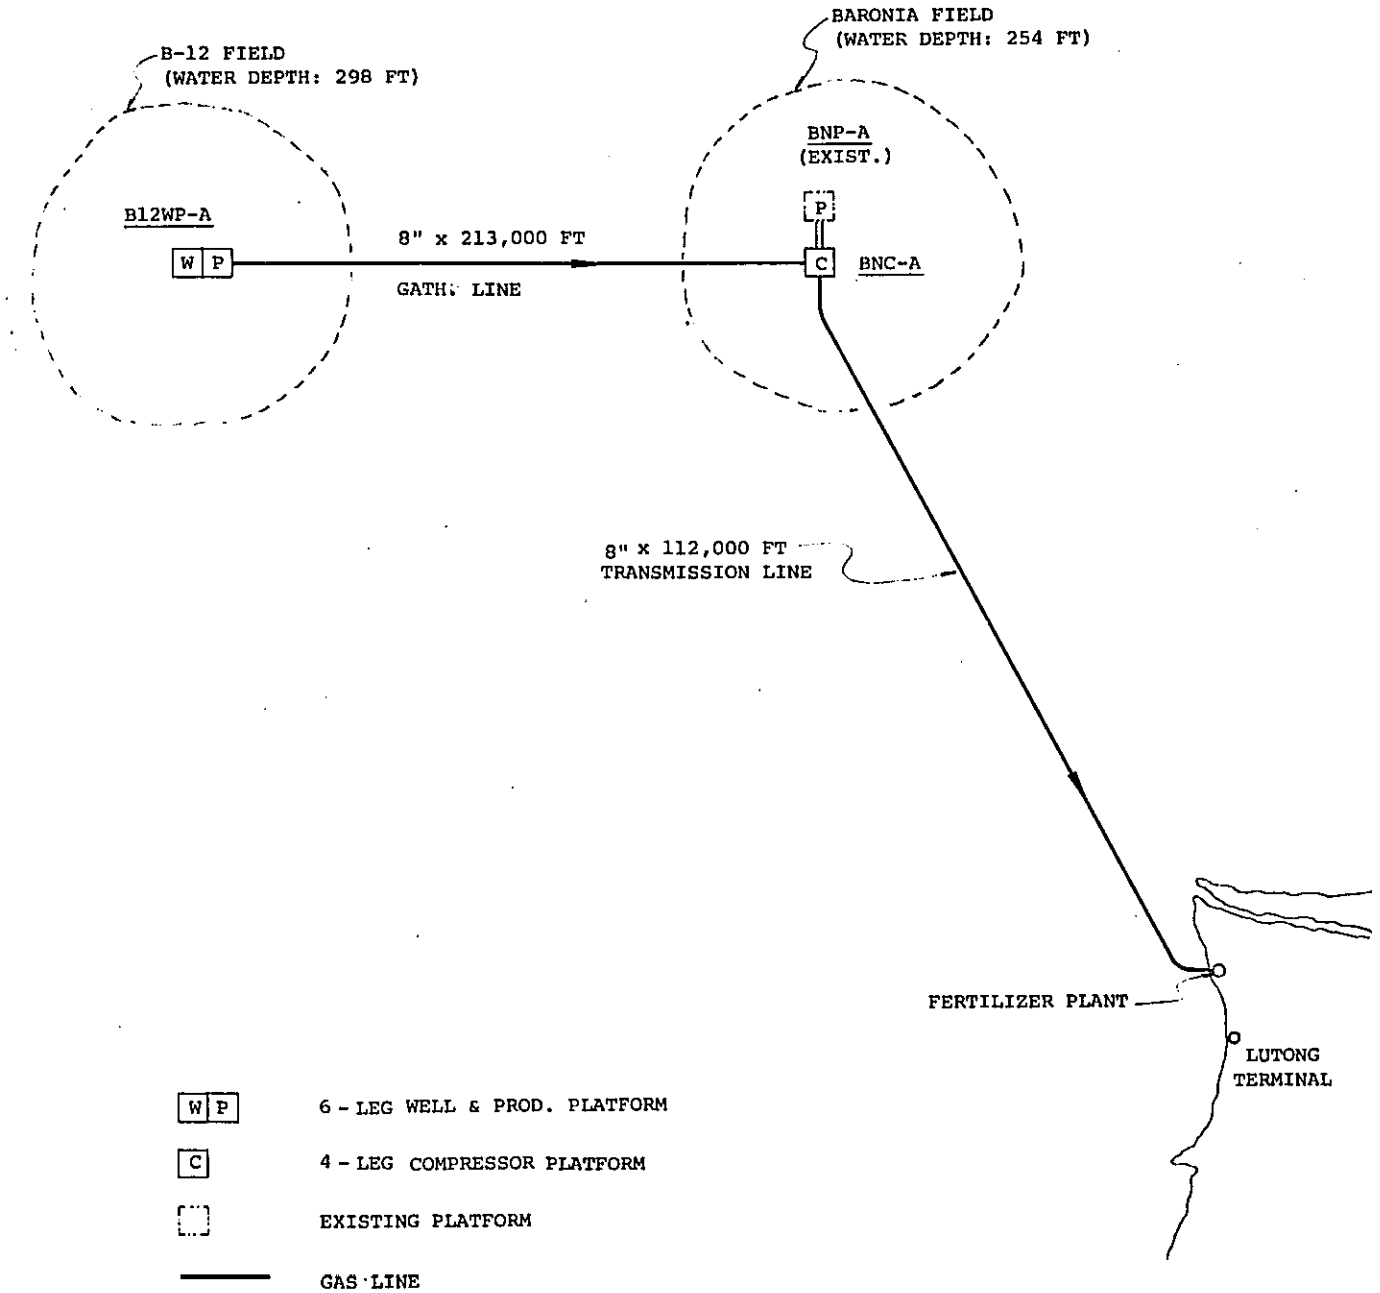 BARONIA FIELD
(WATER DEPTH: 254 FT)
B-12 FIELD
(WATER DEPTH: 298 FT)
BNP-A
(EXIST.)
P
B12WP-A
W P
8" x 213,000 FT
GATH. LINE
C
BNC-A
8" x 112,000 FT
TRANSMISSION LINE
FERTILIZER PLANT
LUTONG
TERMINAL
W P 6-LEG WELL & PROD. PLATFORM
C 4-LEG COMPRESSOR PLATFORM
EXISTING PLATFORM
GAS LINE